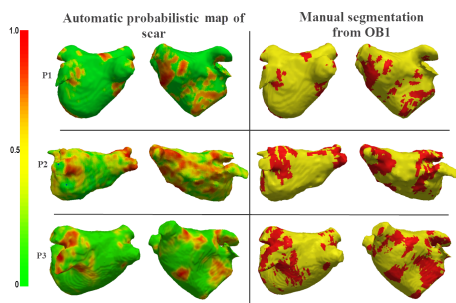 Automatic probabilistic map of
scar
Manual segmentation
from OB1
1.0
P1
0.5
P2
P3
0